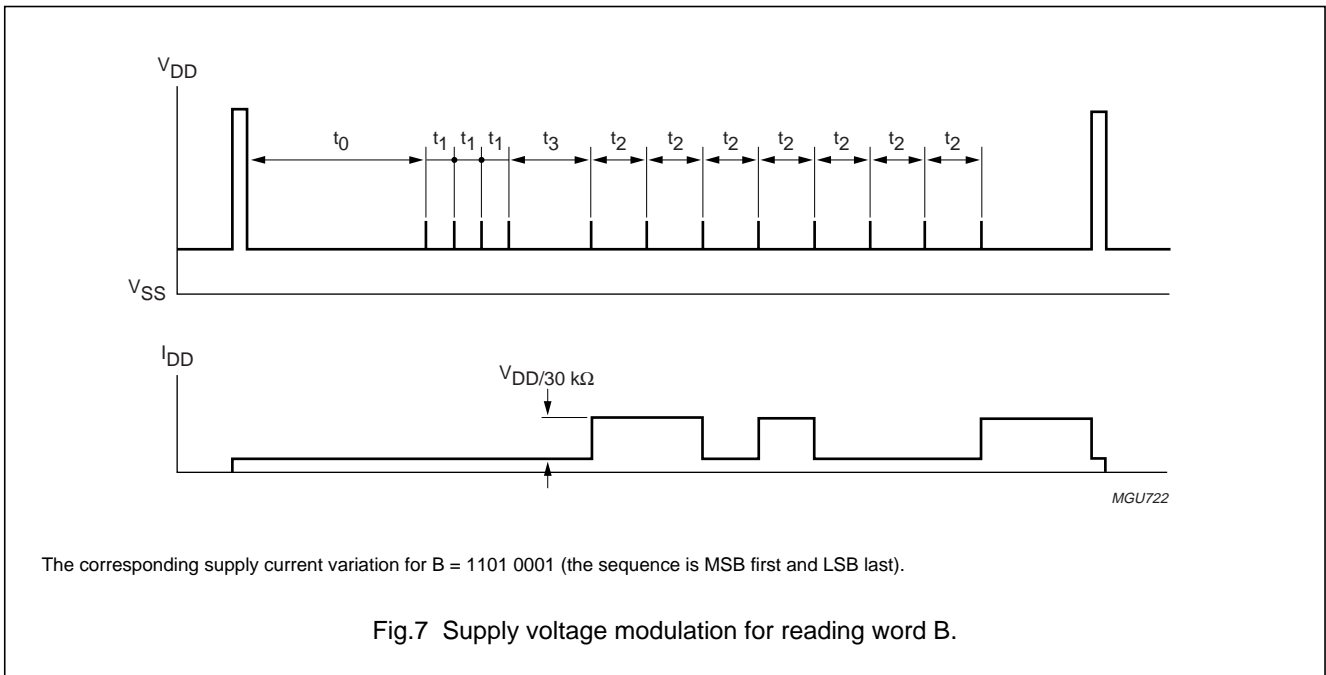 VDD
t0 t1 t1 t1 t3 t2 t2 t2 t2 t2 t2 t2
VSS
IDD
VDD/30 kΩ
MGU722
The corresponding supply current variation for B = 1101 0001 (the sequence is MSB first and LSB last).
Fig.7 Supply voltage modulation for reading word B.